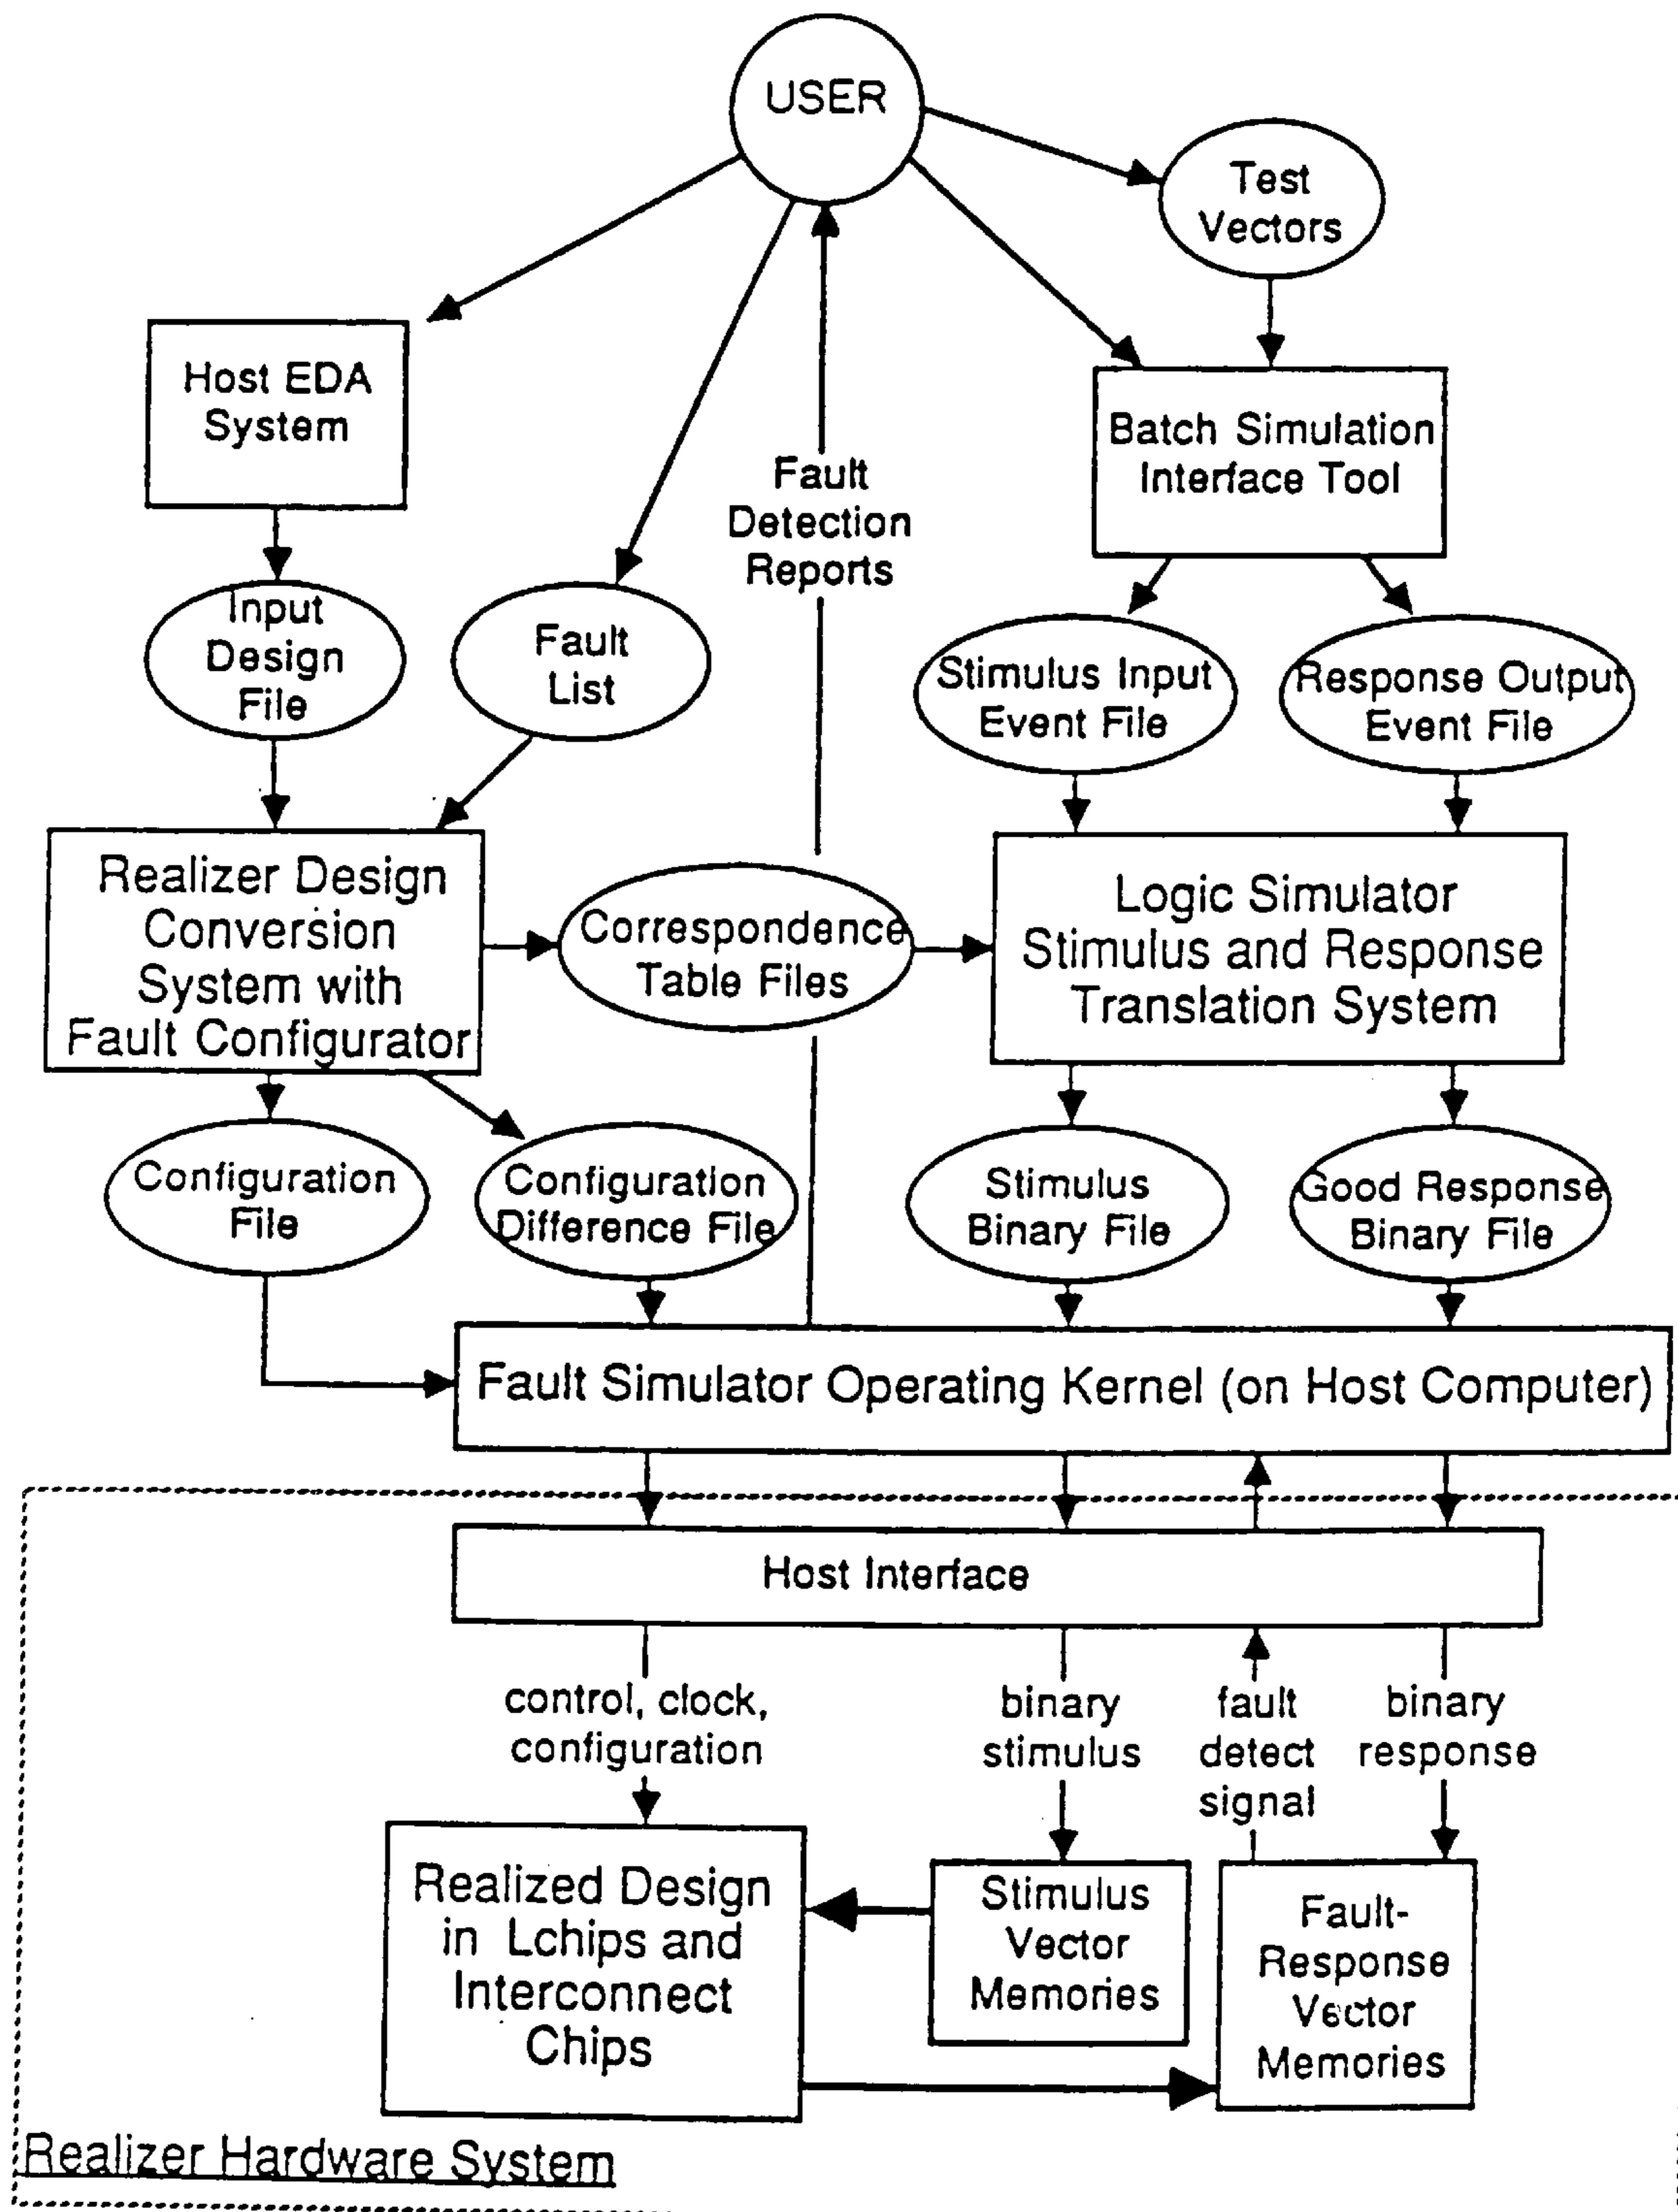 USER
Test
Vectors
Host EDA
System
Batch Simulation
Interface Tool
Fault
Detection
Reports
Input
Design
File
Fault
List
Stimulus Input
Event File
Response Output
Event File
Realizer Design
Conversion
System with
Fault Configurator
Correspondence
Table Files
Logic Simulator
Stimulus and Response
Translation System
Configuration
File
Configuration
Difference File
Stimulus
Binary File
Good Response
Binary File
Fault Simulator Operating Kernel (on Host Computer)
Host Interface
control, clock,
configuration
binary
stimulus
fault
detect
signal
binary
response
Realized Design
in Lchips and
Interconnect
Chips
Stimulus
Vector
Memories
Fault-
Response
Vector
Memories
Realizer Hardware System